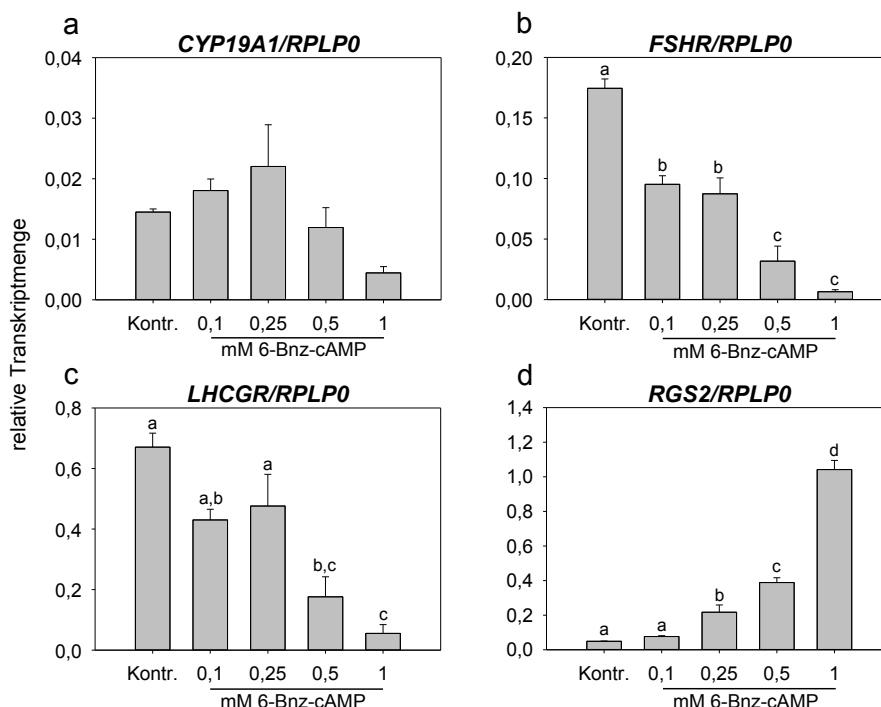 relative Transkriptmenge
a
CYP19A1/RPLP0
0,04
0,03
0,02
0,01
0,00
Kontr. 0,1 0,25 0,5 1
mM 6-Bnz-cAMP
b
FSHR/RPLP0
0,20
0,15
0,10
0,05
0,00
a
b
b
c
c
Kontr. 0,1 0,25 0,5 1
mM 6-Bnz-cAMP
c
LHCGR/RPLP0
0,8
0,6
0,4
0,2
0,0
a
a,b
a
b,c
c
Kontr. 0,1 0,25 0,5 1
mM 6-Bnz-cAMP
d
RGS2/RPLP0
1,4
1,2
1,0
0,8
0,6
0,4
0,2
0,0
a
a
b
c
d
Kontr. 0,1 0,25 0,5 1
mM 6-Bnz-cAMP